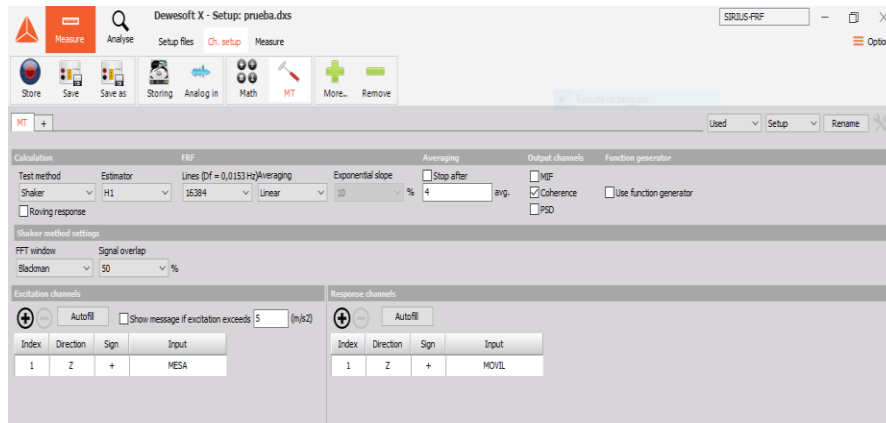 Dewesoft X - Setup: prueba.dxs
SIRIUS-FRF
Measure
Analyse
Setup files
Ch. setup
Measure
Optio
Store
Save
Save as
Storing
Analog in
Math
MT
More...
Remove
Recorte rectangular
MT
+
Used
Setup
Rename
Calculation
FRF
Averaging
Output channels
Function generator
Test method
Estimator
Lines (Df = 0,0153 Hz)
Averaging
Exponential slope
Stop after
MIF
Shaker
H1
16384
Linear
10
%
4
avg.
Coherence
Use function generator
Roving response
PSD
Shaker method settings
FFT window
Signal overlap
Blackman
50
%
Excitation channels
Response channels
Autofill
Show message if excitation exceeds
5
(m/s2)
Autofill
Index
Direction
Sign
Input
Index
Direction
Sign
Input
1
Z
+
MESA
1
Z
+
MOVIL